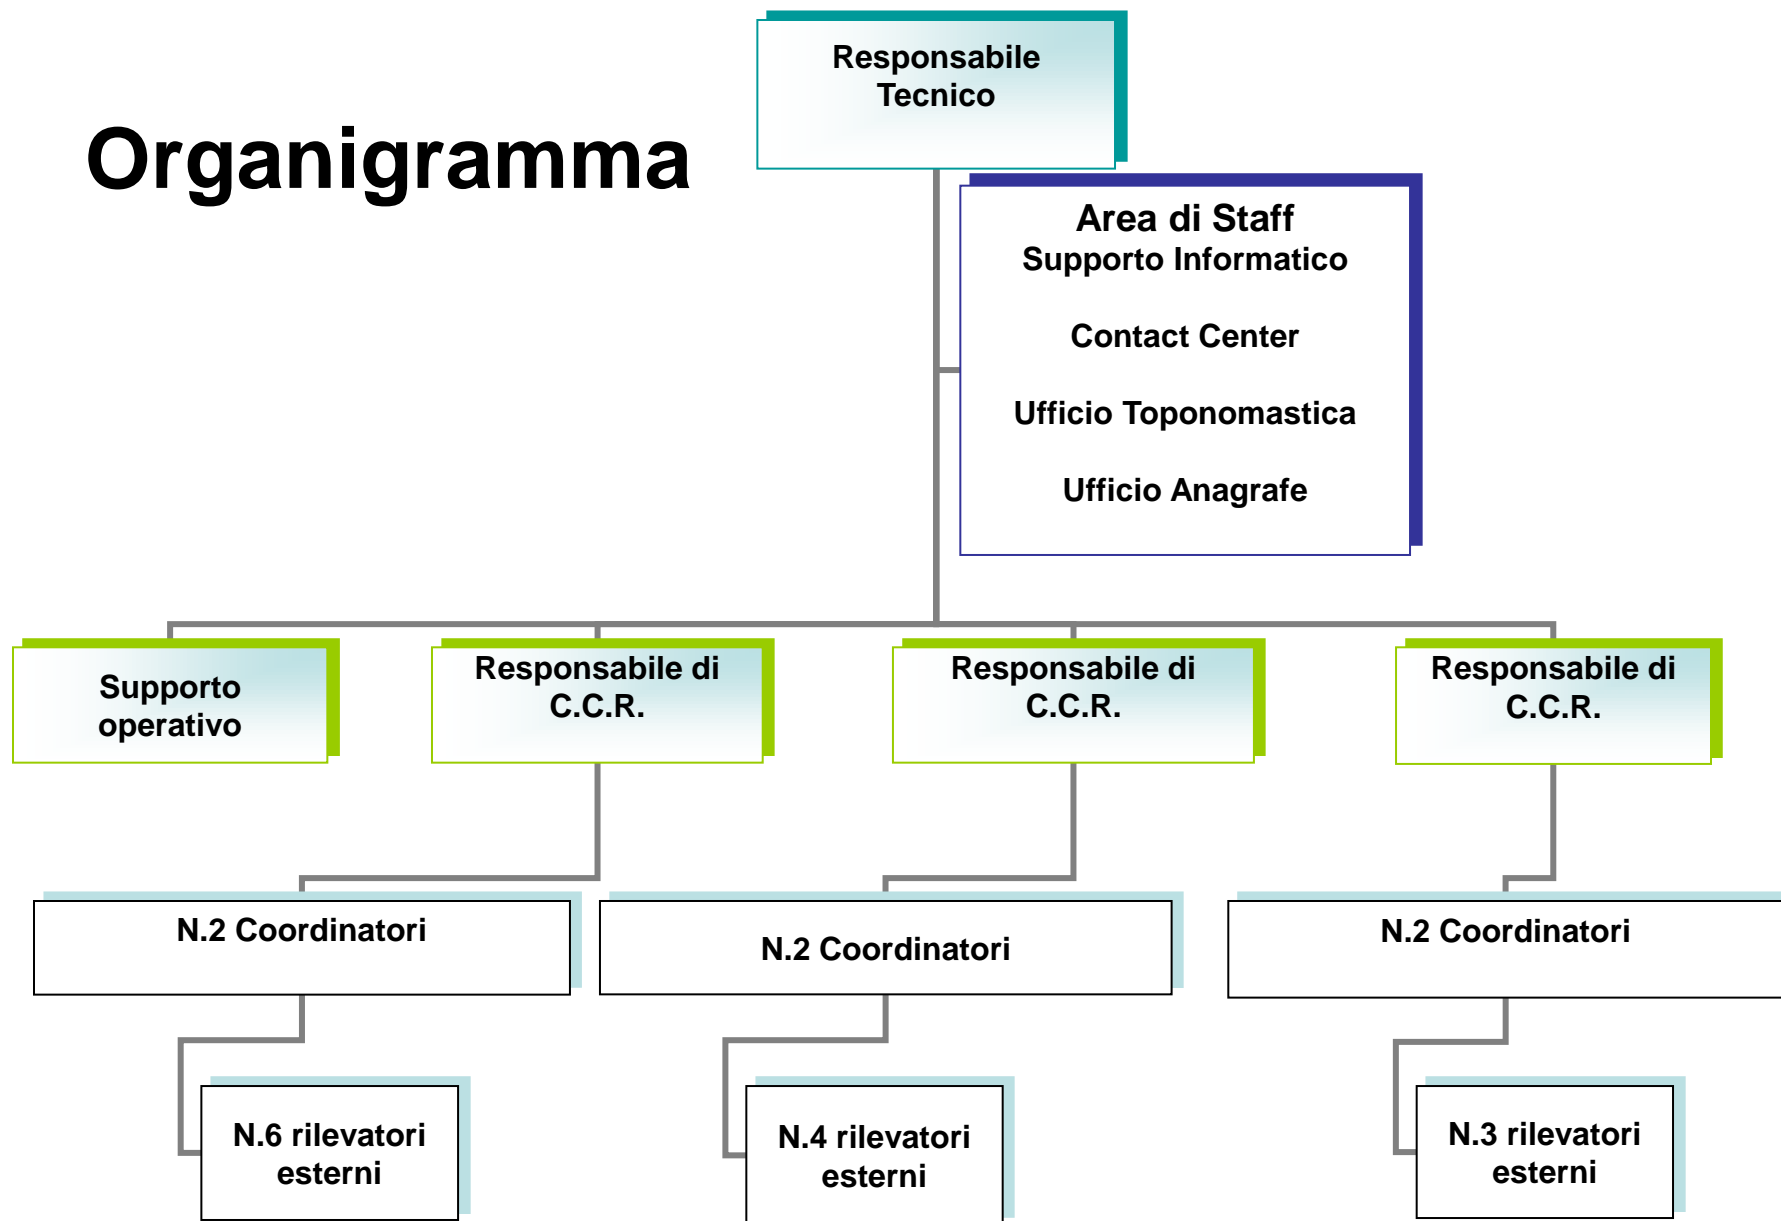 Responsabile
Tecnico
Organigramma
Area di Staff
Supporto Informatico
Contact Center
Ufficio Toponomastica
Ufficio Anagrafe
Supporto
operativo
Responsabile di
C.C.R.
Responsabile di
C.C.R.
Responsabile di
C.C.R.
N.2 Coordinatori
N.2 Coordinatori
N.2 Coordinatori
N.6 rilevatori
esterni
N.4 rilevatori
esterni
N.3 rilevatori
esterni